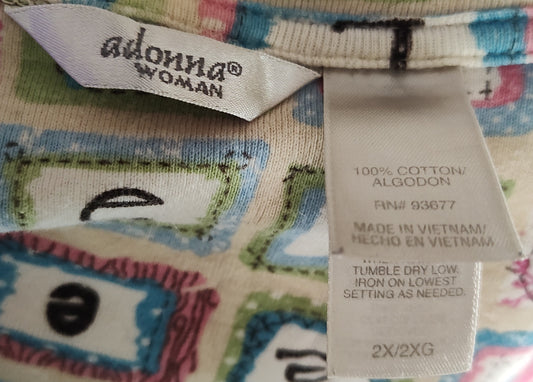 adonna®
WOMAN
100% COTTON/
ALGODON
RN# 93677
MADE IN VIETNAM/
HECHO EN VIETNAM
TUMBLE DRY LOW.
IRON ON LOWEST
SETTING AS NEEDED.
2X/2XG